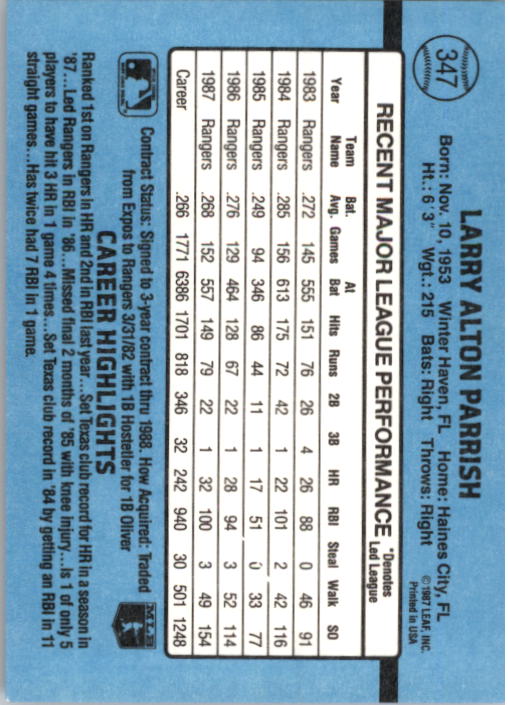 347
LARRY ALTON PARRISH
Born: Nov. 10, 1953 Winter Haven, FL Home: Haines City, FL
Ht.: 6' 3" Wgt.: 215 Bats: Right Throws: Right
©1987 LEAF, INC.
Printed in USA
RECENT MAJOR LEAGUE PERFORMANCE
*Denotes
Led League
Year Team Name Bat. Avg. Games At Bat Hits Runs 2B 3B HR RBI Steal Walk SO
1983 Rangers .272 145 555 151 76 26 4 26 88 0 46 91
1984 Rangers .285 156 613 175 72 42 1 22 101 2 42 116
1985 Rangers .249 94 346 86 44 11 1 17 51 0 33 77
1986 Rangers .276 129 464 128 67 22 1 28 94 3 52 114
1987 Rangers .268 152 557 149 79 22 1 32 100 3 49 154
Career .266 1771 6386 1701 818 346 32 242 940 30 501 1248
Contract Status: Signed to 3-year contract thru 1988. How Acquired: Traded
from Expos to Rangers 3/31/82 with 1B Hostetler for 1B Oliver
MLB
CAREER HIGHLIGHTS
Ranked 1st on Rangers in HR and 2nd in RBI last year...Set Texas club record for HR in a season in
'87...Led Rangers in RBI in '86...Missed final 2 months of '85 with knee injury...Is 1 of only 5
players to have hit 3 HR in 1 game 4 times...Set Texas club record in '84 by getting an RBI in 11
straight games...Has twice had 7 RBI in 1 game.